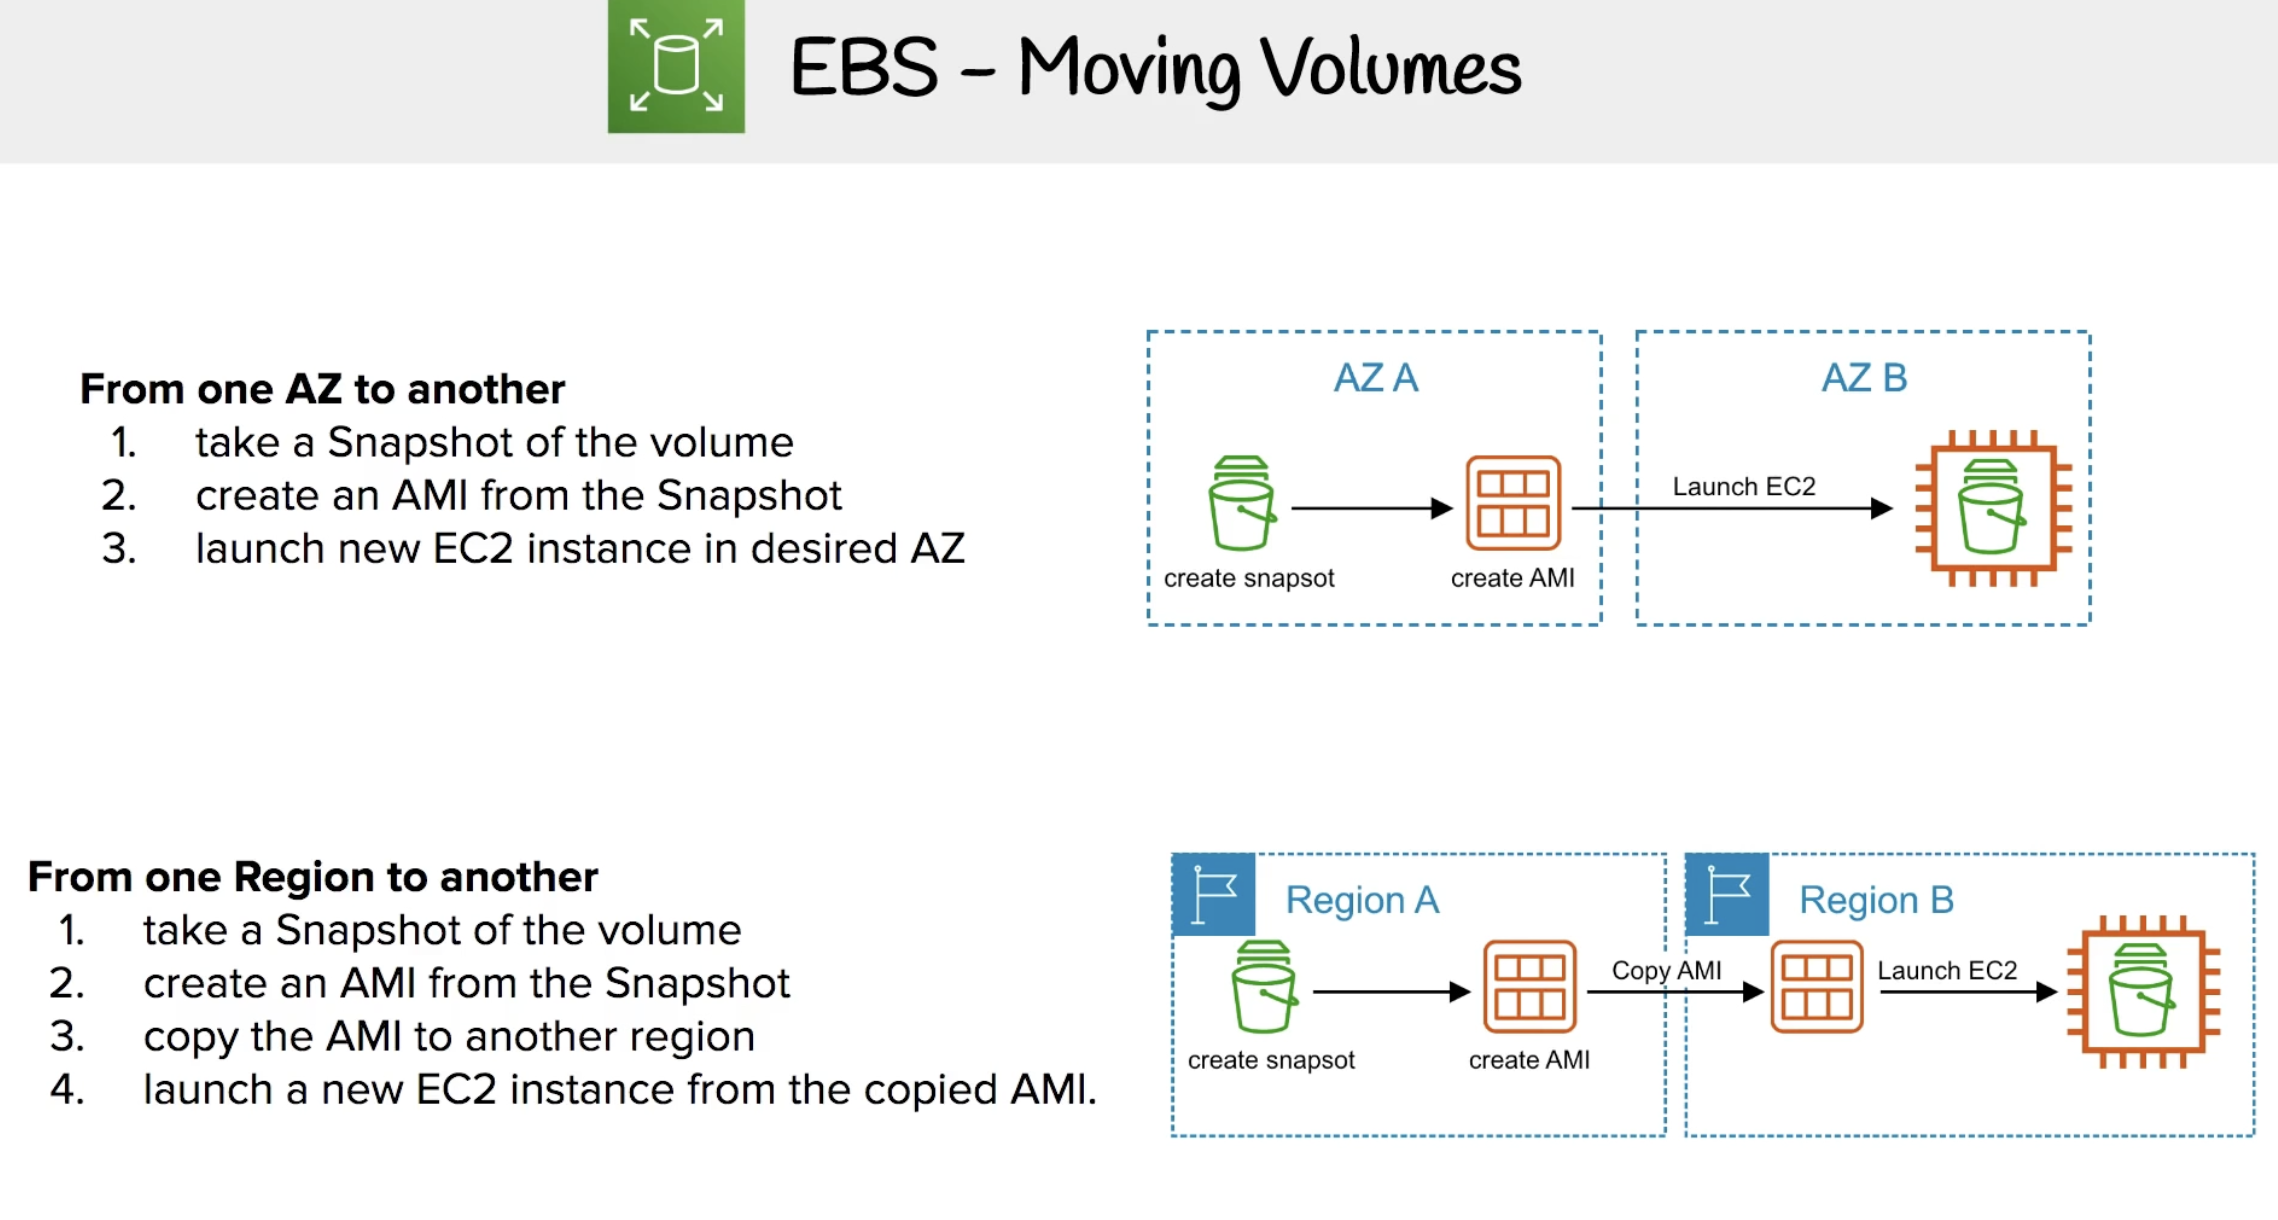 EBS – Moving Volumes
From one AZ to another
1. take a Snapshot of the volume
2. create an AMI from the Snapshot
3. launch new EC2 instance in desired AZ
AZ A
AZ B
Launch EC2
create snapsot
create AMI
From one Region to another
1. take a Snapshot of the volume
2. create an AMI from the Snapshot
3. copy the AMI to another region
4. launch a new EC2 instance from the copied AMI.
Region A
Region B
Copy AMI
Launch EC2
create snapsot
create AMI